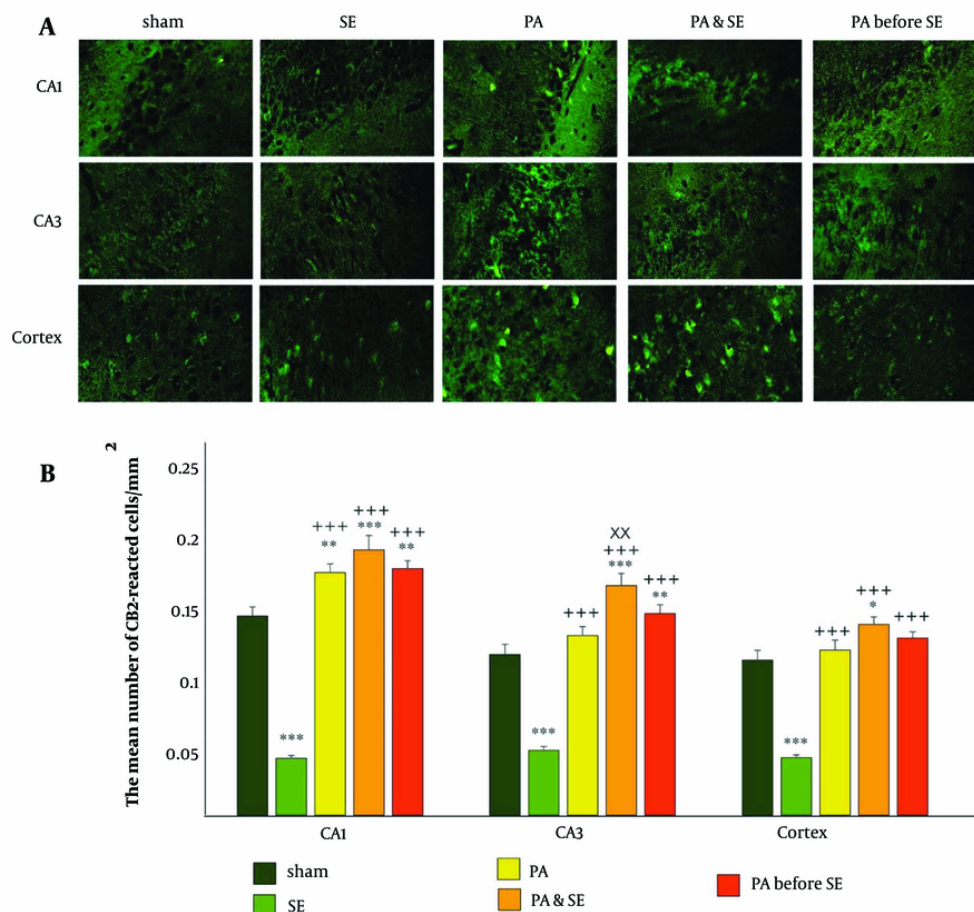 A
sham SE PA PA & SE PA before SE
CA1
CA3
Cortex
B
The mean number of CB2-reacted cells/mm 2
0.25
0.2
0.15
0.1
0.05
+++ +++ +++
** *** **
***
XX
+++ +++ +++
*** **
***
+++ +++ +++
*
***
CA1 CA3 Cortex
sham PA PA before SE
SE PA & SE